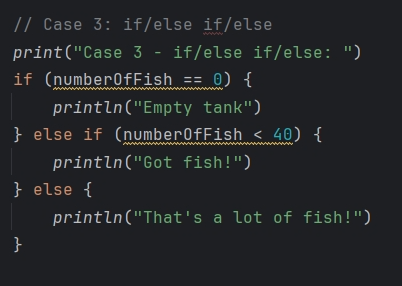 // Case 3: if/else if/else
print("Case 3 - if/else if/else: ")
if (numberOfFish == 0) {
    println("Empty tank")
} else if (numberOfFish < 40) {
    println("Got fish!")
} else {
    println("That's a lot of fish!")
}